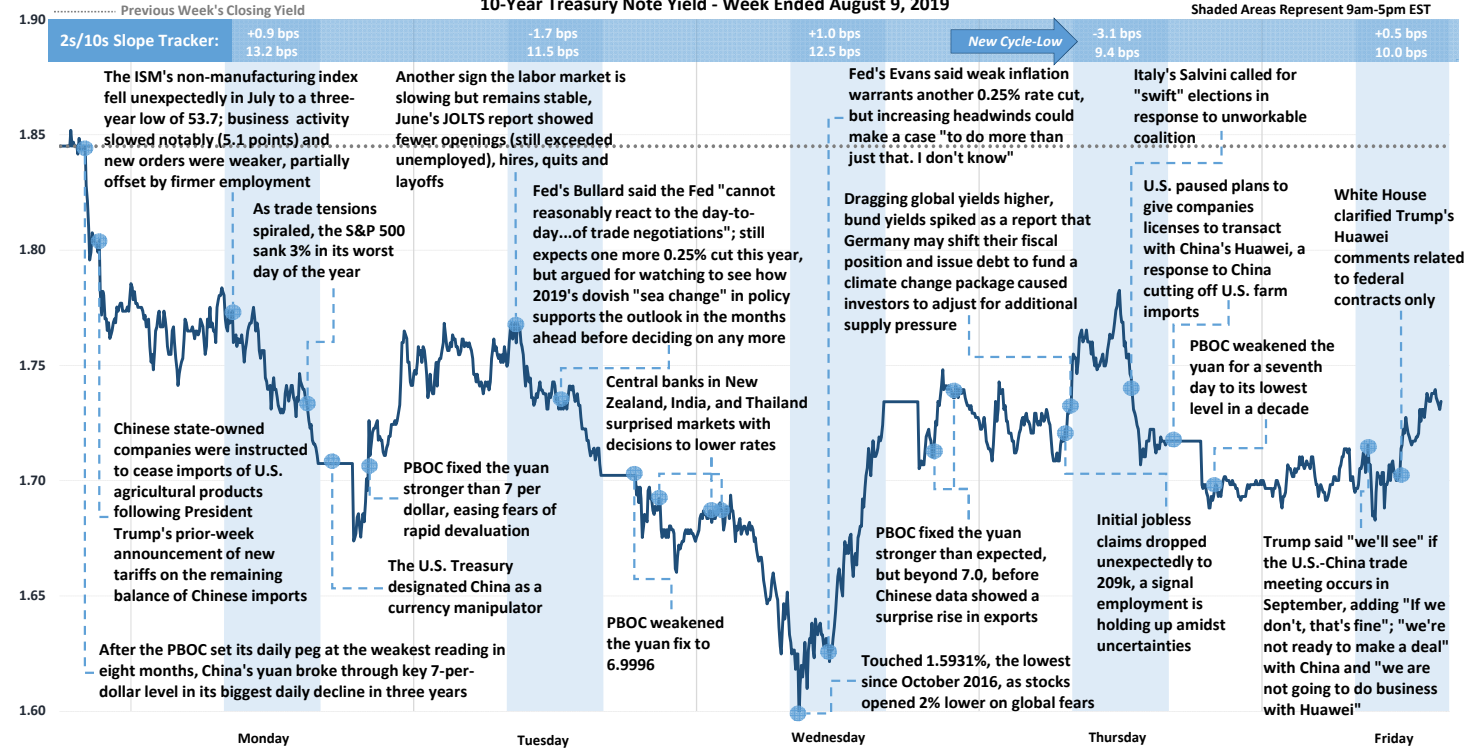 10-Year Treasury Note Yield - Week Ended August 9, 2019
Previous Week's Closing Yield
Shaded Areas Represent 9am-5pm EST
2s/10s Slope Tracker:
+0.9 bps
13.2 bps
-1.7 bps
11.5 bps
+1.0 bps
12.5 bps
New Cycle-Low
-3.1 bps
9.4 bps
+0.5 bps
10.0 bps
1.90
1.85
1.80
1.75
1.70
1.65
1.60
The ISM's non-manufacturing index
fell unexpectedly in July to a three-
year low of 53.7; business activity
slowed notably (5.1 points) and
new orders were weaker, partially
offset by firmer employment
As trade tensions
spiraled, the S&P 500
sank 3% in its worst
day of the year
Chinese state-owned
companies were instructed
to cease imports of U.S.
agricultural products
following President
Trump's prior-week
announcement of new
tariffs on the remaining
balance of Chinese imports
After the PBOC set its daily peg at the weakest reading in
eight months, China's yuan broke through key 7-per-
dollar level in its biggest daily decline in three years
Another sign the labor market is
slowing but remains stable,
June's JOLTS report showed
fewer openings (still exceeded
unemployed), hires, quits and
layoffs
Fed's Bullard said the Fed "cannot
reasonably react to the day-to-
day...of trade negotiations"; still
expects one more 0.25% cut this year,
but argued for watching to see how
2019's dovish "sea change" in policy
supports the outlook in the months
ahead before deciding on any more
PBOC fixed the yuan
stronger than 7 per
dollar, easing fears of
rapid devaluation
The U.S. Treasury
designated China as a
currency manipulator
Central banks in New
Zealand, India, and Thailand
surprised markets with
decisions to lower rates
PBOC weakened
the yuan fix to
6.9996
Fed's Evans said weak inflation
warrants another 0.25% rate cut,
but increasing headwinds could
make a case "to do more than
just that. I don't know"
Dragging global yields higher,
bund yields spiked as a report that
Germany may shift their fiscal
position and issue debt to fund a
climate change package caused
investors to adjust for additional
supply pressure
PBOC fixed the yuan
stronger than expected,
but beyond 7.0, before
Chinese data showed a
surprise rise in exports
Touched 1.5931%, the lowest
since October 2016, as stocks
opened 2% lower on global fears
Italy's Salvini called for
"swift" elections in
response to unworkable
coalition
U.S. paused plans to
give companies
licenses to transact
with China's Huawei, a
response to China
cutting off U.S. farm
imports
PBOC weakened the
yuan for a seventh
day to its lowest
level in a decade
Initial jobless
claims dropped
unexpectedly to
209k, a signal
employment is
holding up amidst
uncertainties
White House
clarified Trump's
Huawei
comments related
to federal
contracts only
Trump said "we'll see" if
the U.S.-China trade
meeting occurs in
September, adding "If we
don't, that's fine"; "we're
not ready to make a deal"
with China and "we are
not going to do business
with Huawei"
Monday
Tuesday
Wednesday
Thursday
Friday